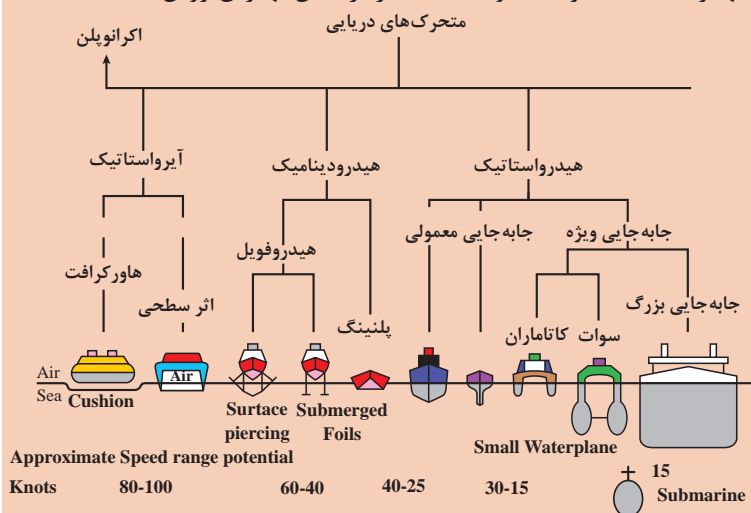 متحرک‌های دریایی
اکرانوپلن
آیرواستاتیک
هیدرودینامیک
هیدرواستاتیک
هاورکرافت
اثر سطحی
هیدروفویل
پلنینگ
جابه‌جایی معمولی
جابه‌جایی ویژه
کاتاماران
سوات
جابه‌جایی بزرگ
Air
Sea
Cushion
Air
Surtace
piercing
Submerged
Foils
Small Waterplane
Approximate Speed range potential
Knots 80-100 60-40 40-25 30-15
15
Submarine